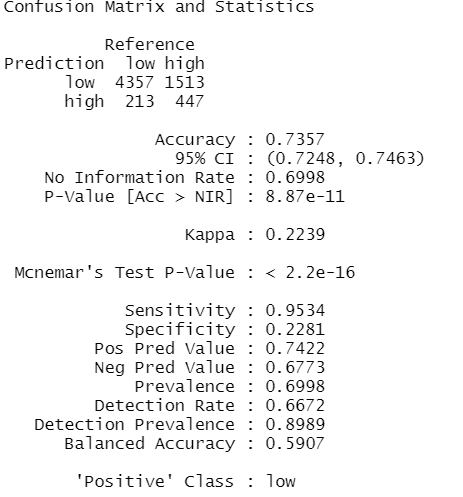 Confusion Matrix and Statistics
Reference
Prediction low high
low 4357 1513
high 213 447
Accuracy : 0.7357
95% CI : (0.7248, 0.7463)
No Information Rate : 0.6998
P-Value [Acc > NIR] : 8.87e-11
Kappa : 0.2239
Mcnemar's Test P-Value : < 2.2e-16
Sensitivity : 0.9534
Specificity : 0.2281
Pos Pred Value : 0.7422
Neg Pred Value : 0.6773
Prevalence : 0.6998
Detection Rate : 0.6672
Detection Prevalence : 0.8989
Balanced Accuracy : 0.5907
'Positive' Class : low